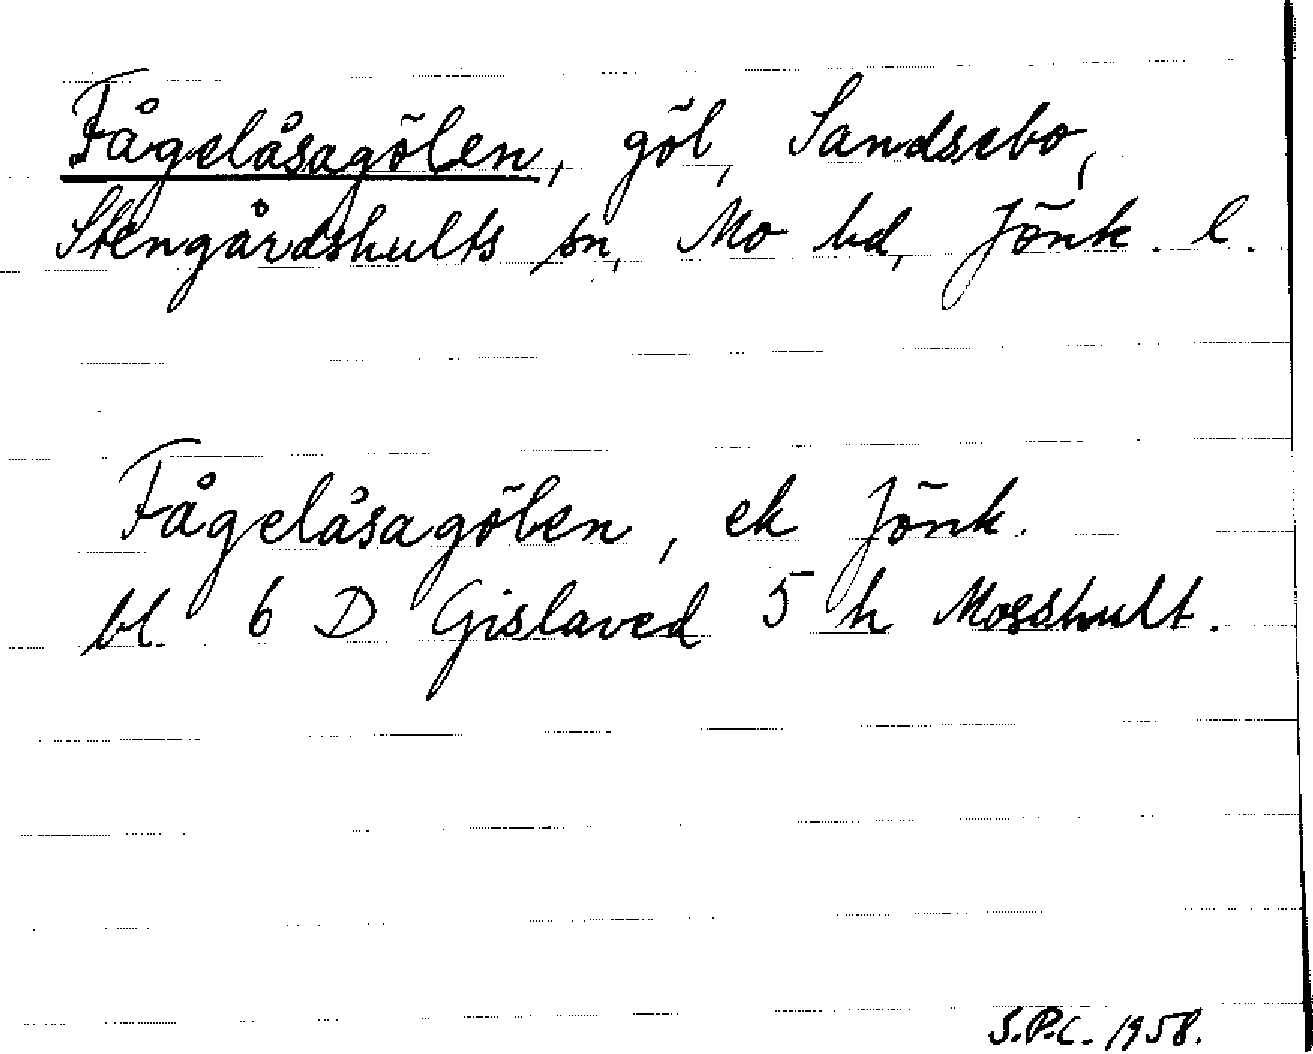 Fågelåsagölen, göl, Sandsebo,
Stengårdshults sn, Mo hd, Jönk. l.
Fågelåsagölen, ek Jönk.
bl. 6 D Gislaved 5 h Mosshult.
S.P.C. 1958.